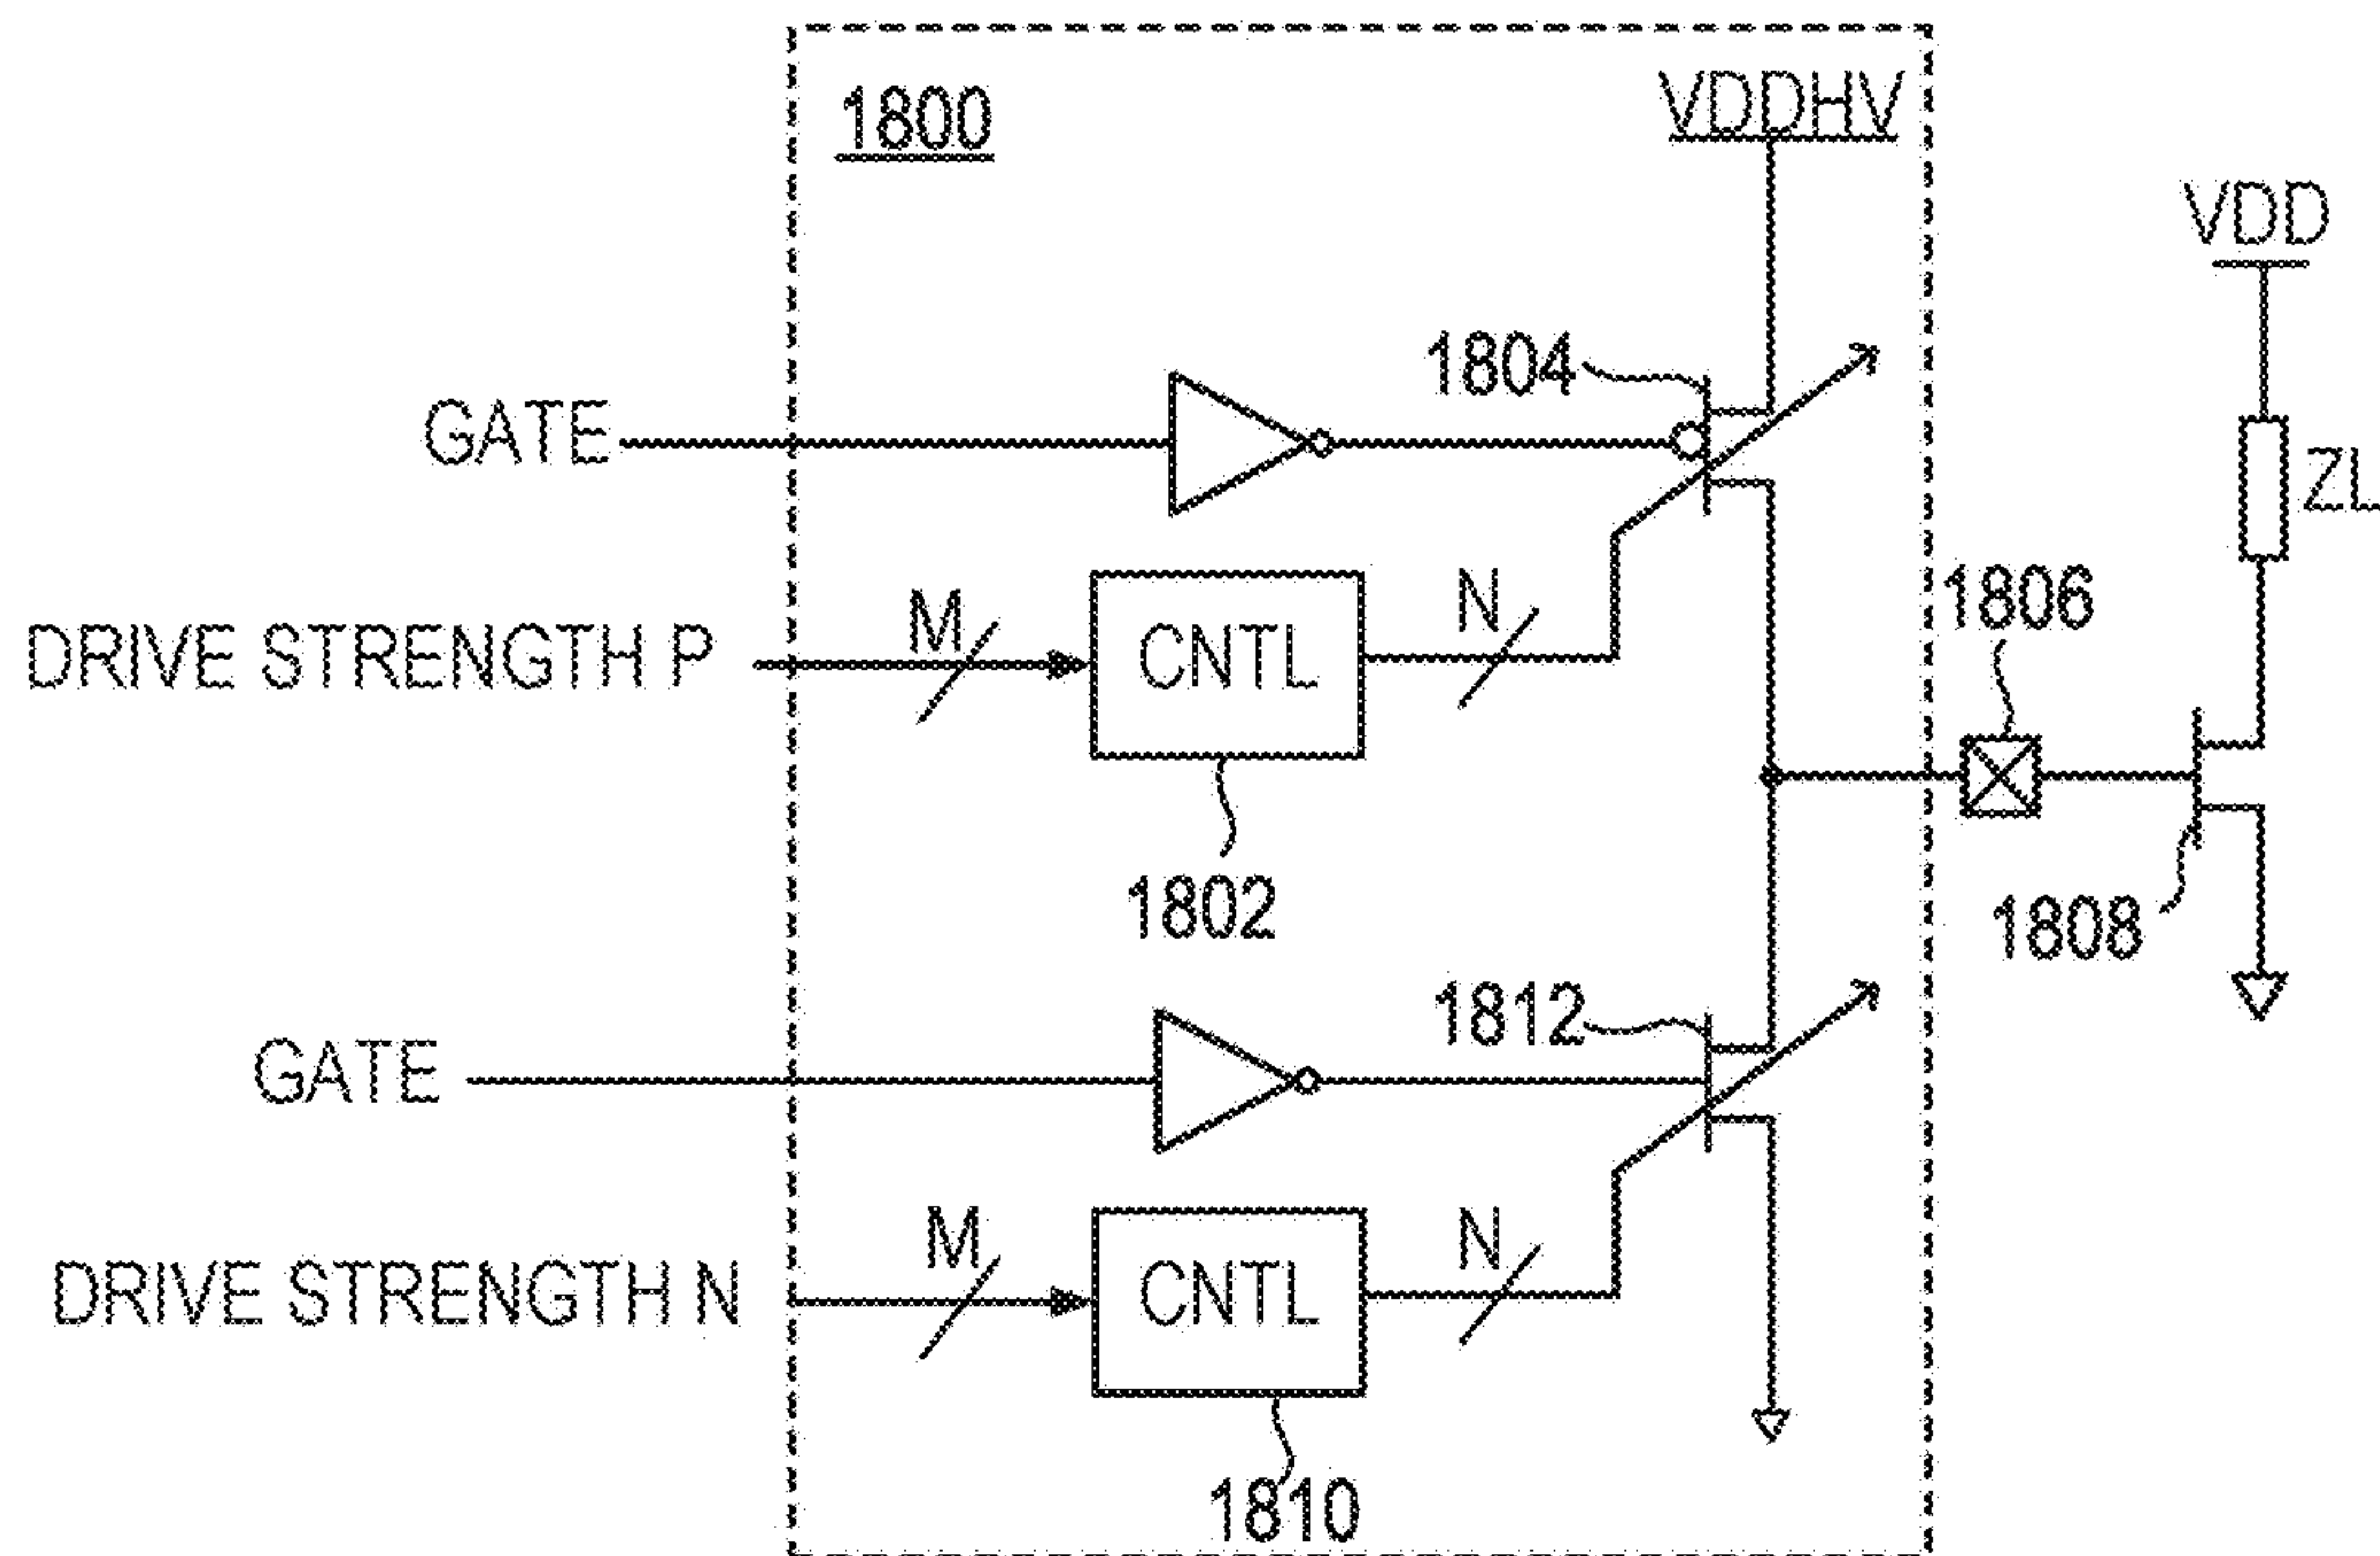 1800
VDDHV
VDD
1804
GATE
ZL
M
N
1806
DRIVE STRENGTH P
CNTL
1802
1808
1812
GATE
M
N
DRIVE STRENGTH N
CNTL
1810